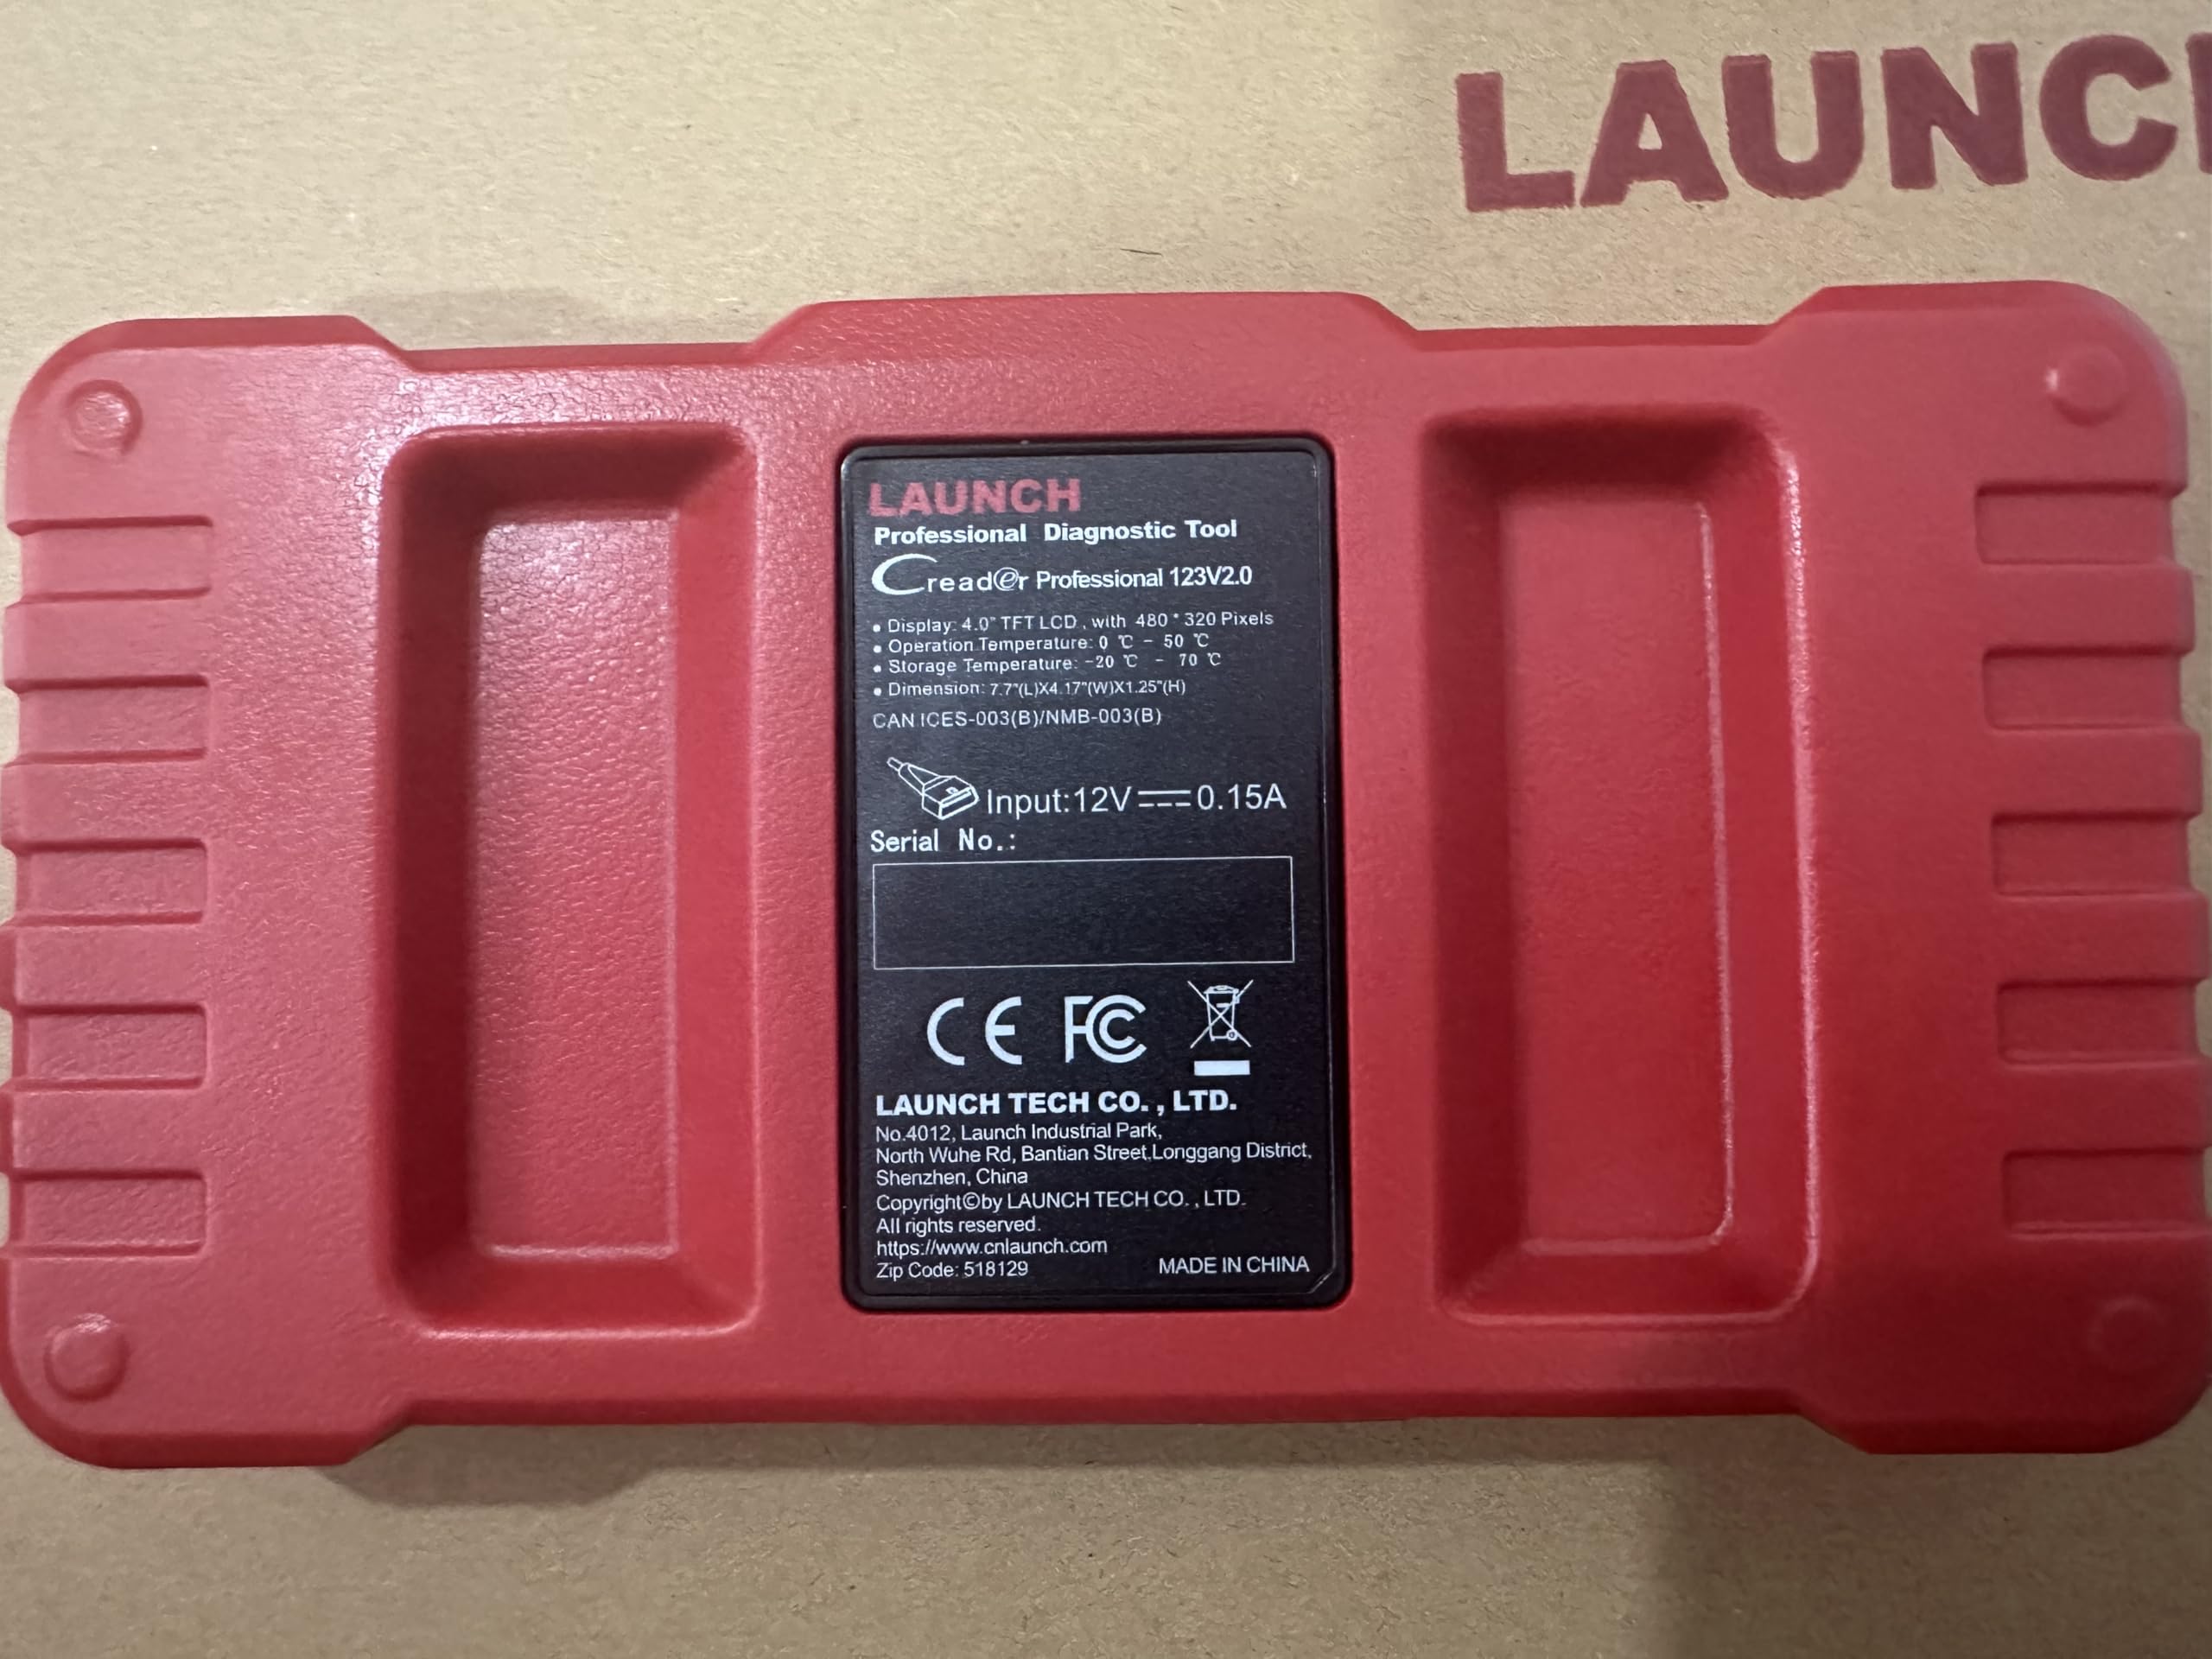 LAUNCH
LAUNCH
Professional Diagnostic Tool
Creader Professional 123V2.0
• Display: 4.0" TFT LCD , with 480 * 320 Pixels
• Operation Temperature: 0 ℃ - 50 ℃
• Storage Temperature: -20 ℃ - 70 ℃
• Dimension: 7.7"(L)X4.17"(W)X1.25"(H)
CAN ICES-003(B)/NMB-003(B)
Input:12V⎓0.15A
Serial No.:
CE FC
LAUNCH TECH CO. , LTD.
No.4012, Launch Industrial Park,
North Wuhe Rd, Bantian Street,Longgang District,
Shenzhen, China
Copyright©by LAUNCH TECH CO. , LTD.
All rights reserved.
https://www.cnlaunch.com
Zip Code: 518129 MADE IN CHINA